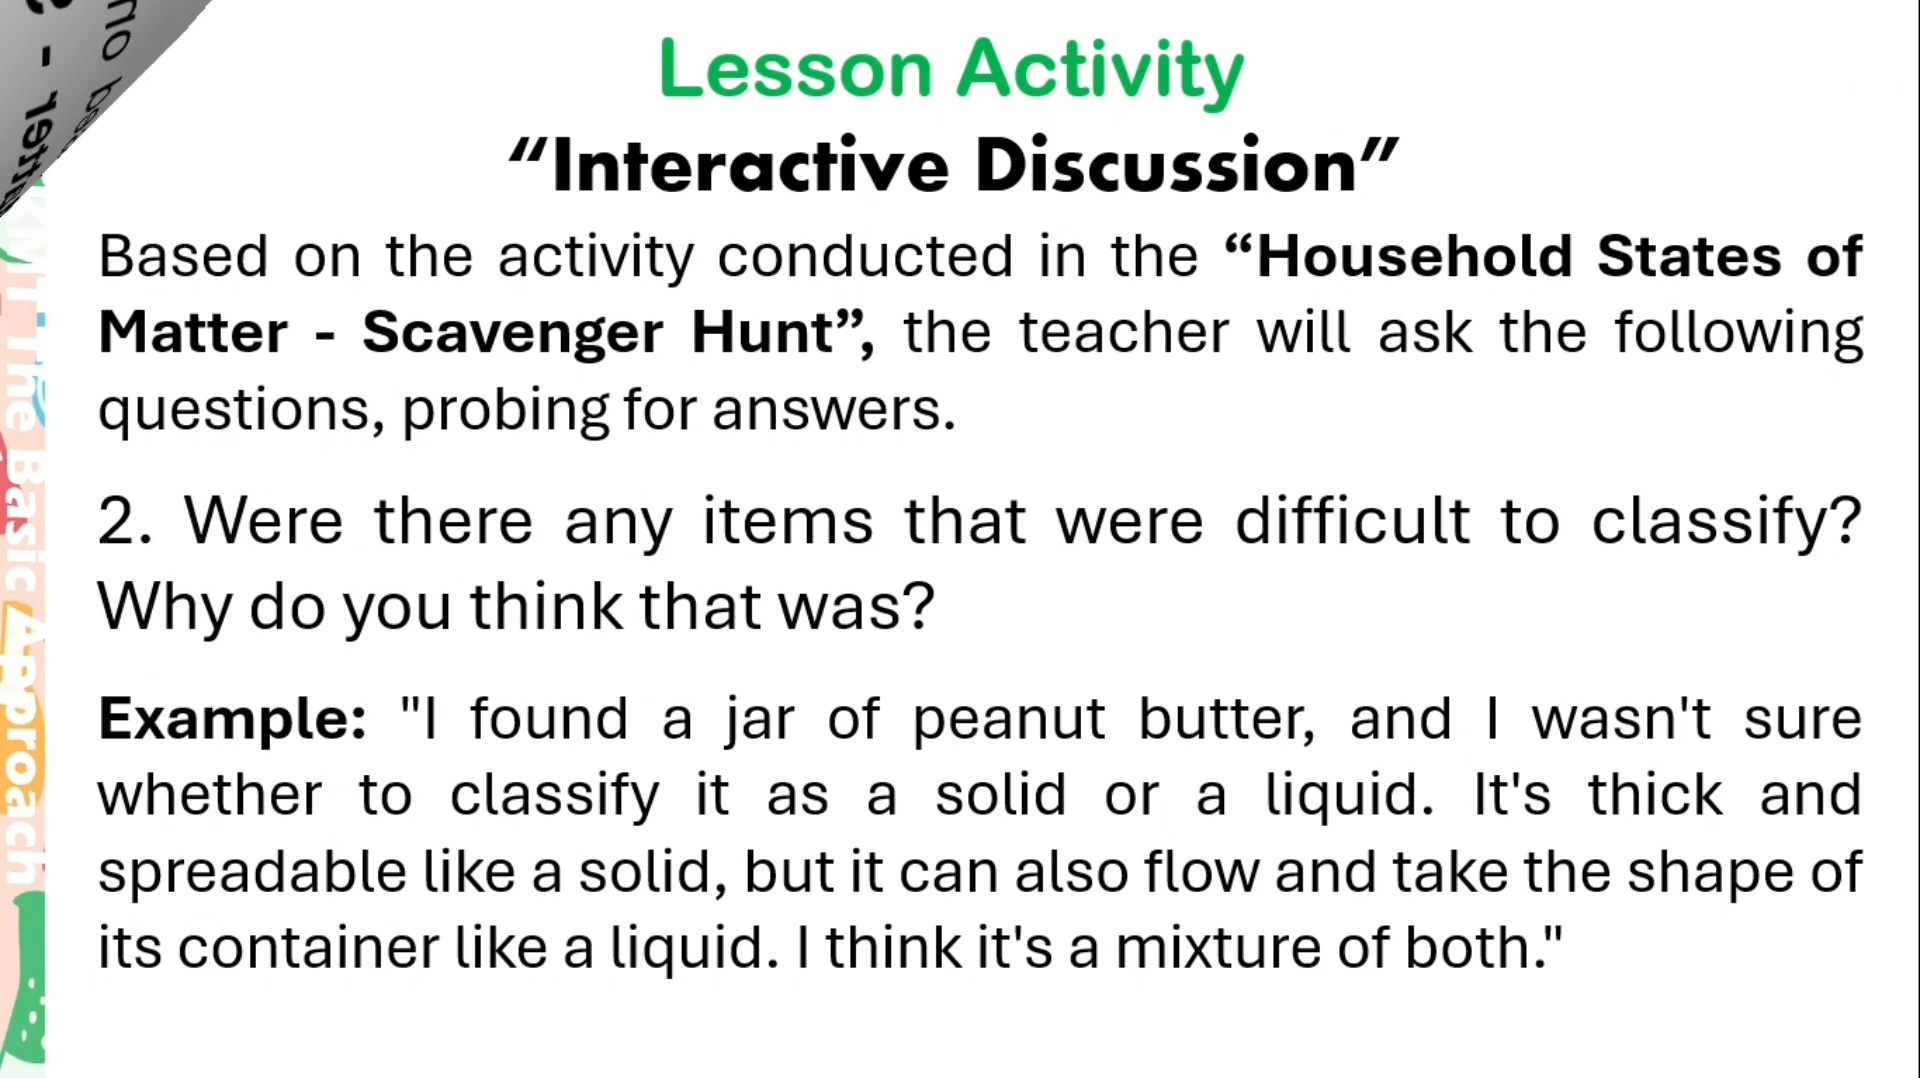 Lesson Activity
“Interactive Discussion”
Based on the activity conducted in the “Household States of
Matter - Scavenger Hunt”, the teacher will ask the following
questions, probing for answers.
2. Were there any items that were difficult to classify?
Why do you think that was?
Example: "I found a jar of peanut butter, and I wasn't sure
whether to classify it as a solid or a liquid. It's thick and
spreadable like a solid, but it can also flow and take the shape of
its container like a liquid. I think it's a mixture of both."
The Basic Approach